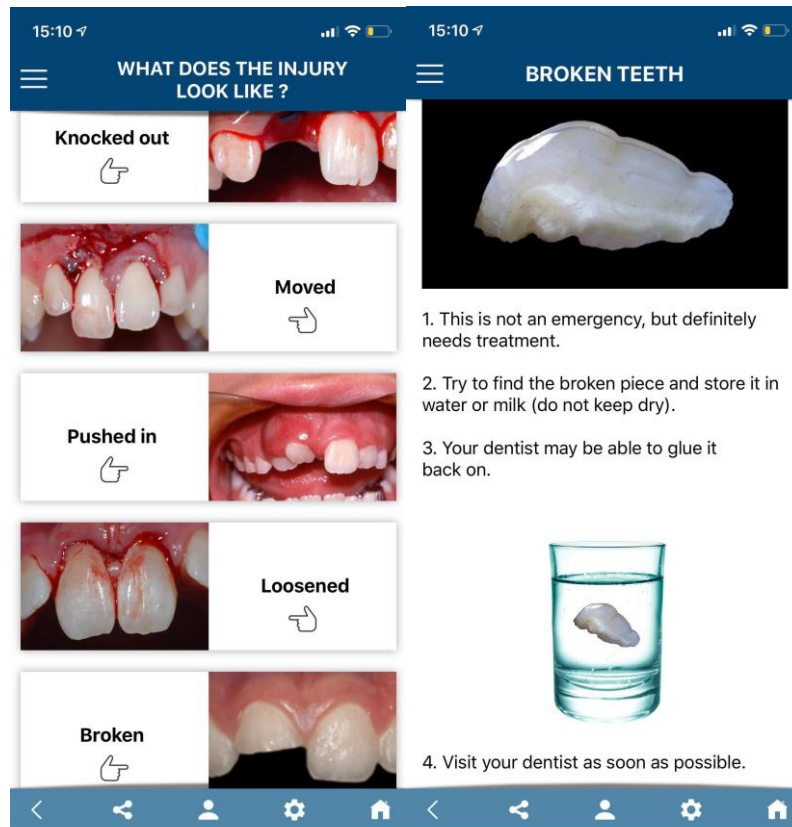 15:10
WHAT DOES THE INJURY
LOOK LIKE ?
Knocked out
Moved
Pushed in
Loosened
Broken
15:10
BROKEN TEETH
1. This is not an emergency, but definitely
needs treatment.
2. Try to find the broken piece and store it in
water or milk (do not keep dry).
3. Your dentist may be able to glue it
back on.
4. Visit your dentist as soon as possible.